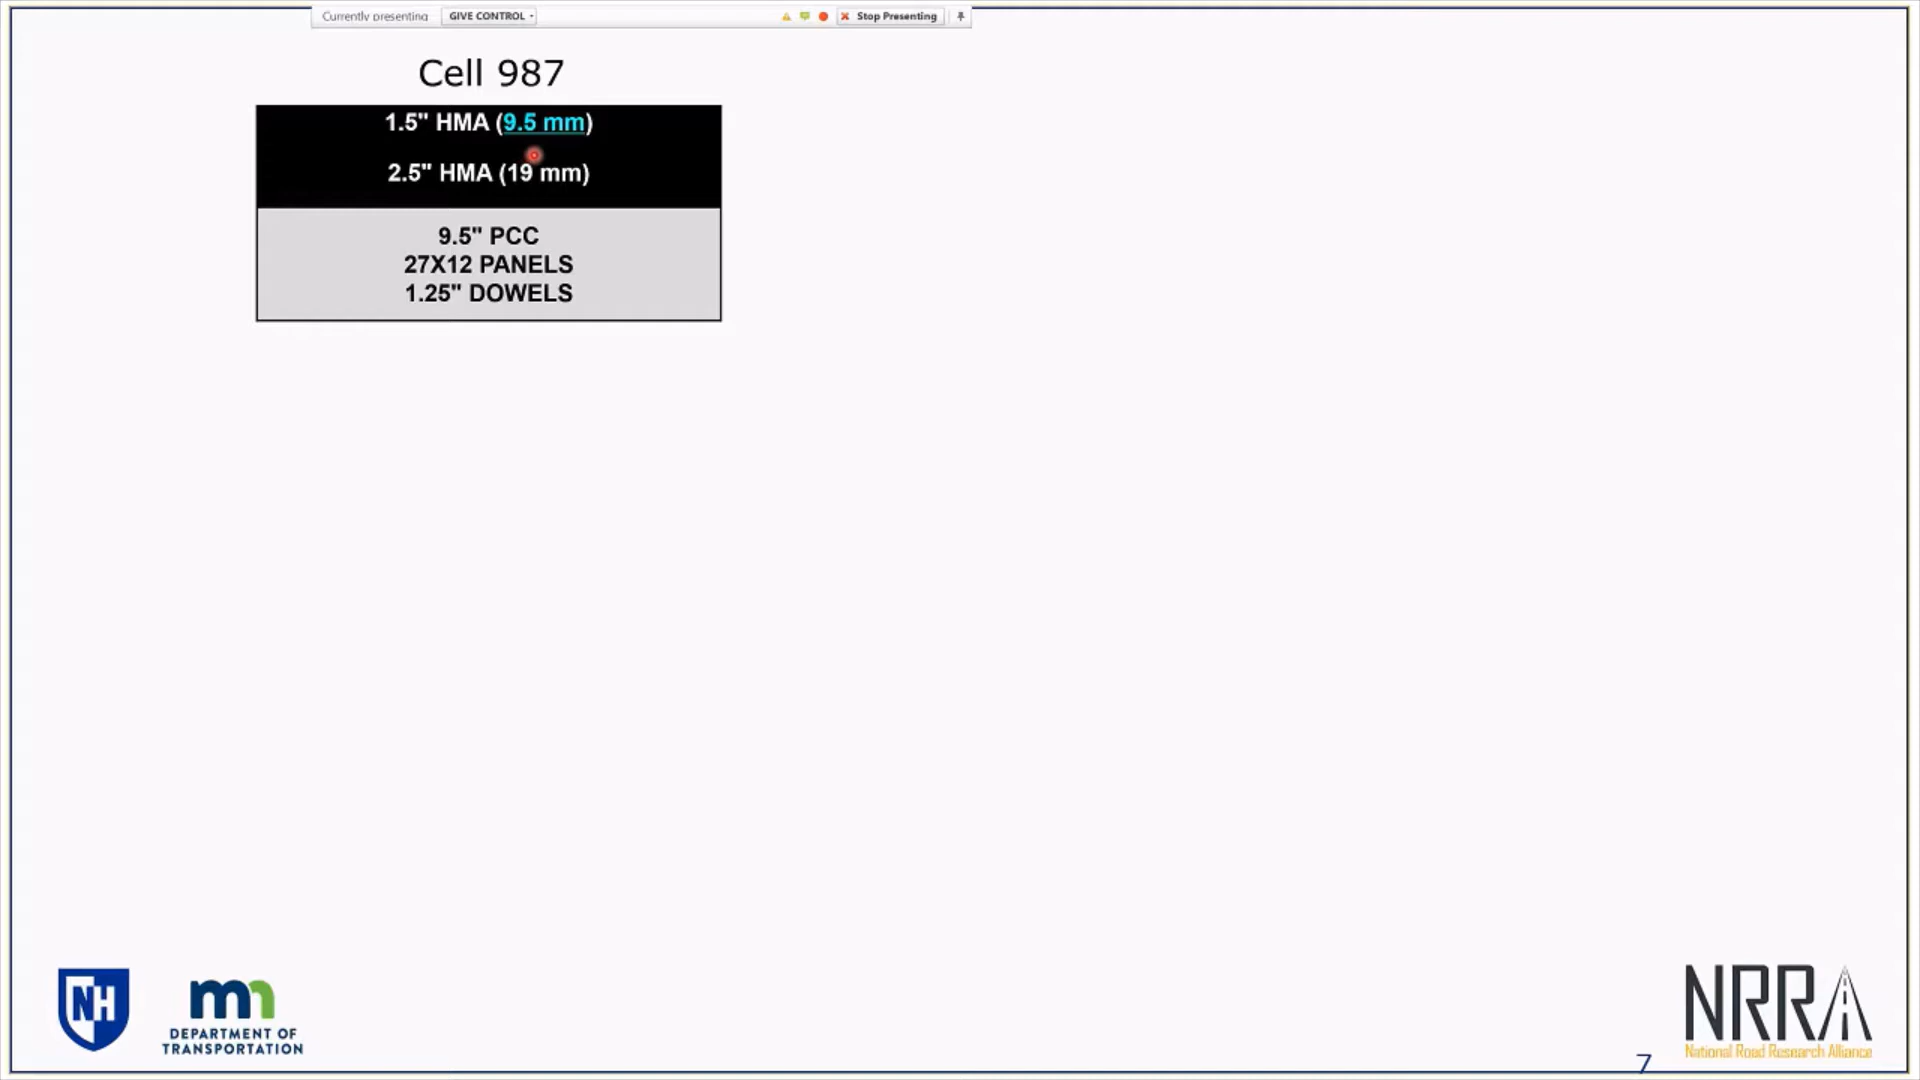 Currently presenting GIVE CONTROL Stop Presenting
Cell 987
1.5" HMA (9.5 mm)
2.5" HMA (19 mm)
9.5" PCC
27X12 PANELS
1.25" DOWELS
NH
mn
DEPARTMENT OF
TRANSPORTATION
NRRA
National Road Research Alliance
7